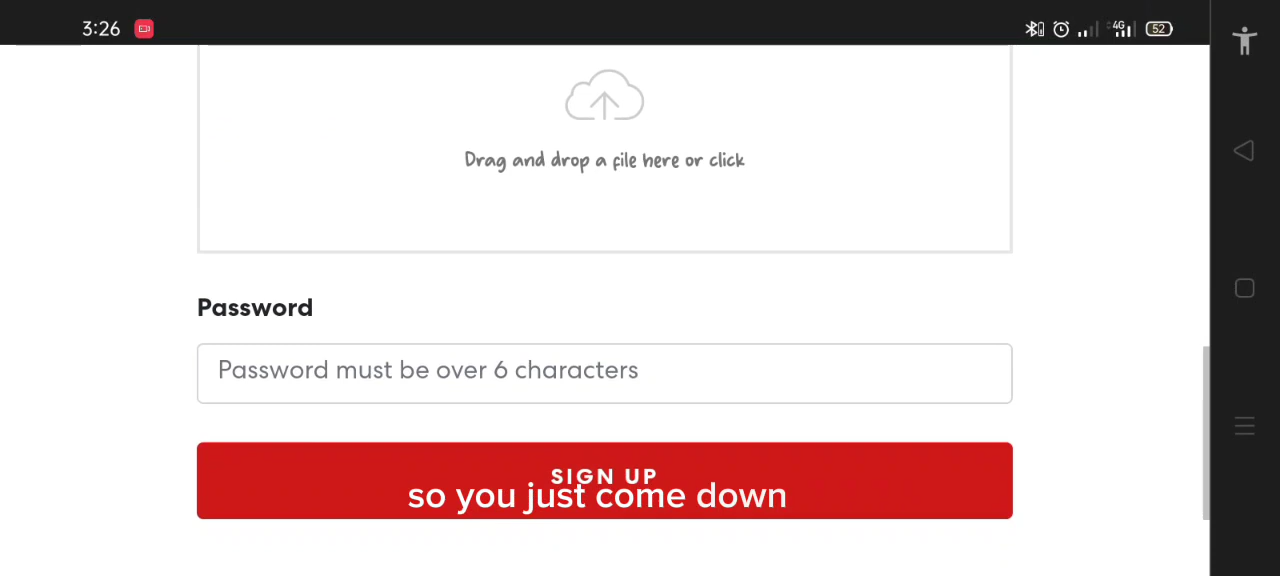 3:26
4G
52
Drag and drop a file here or click
Password
Password must be over 6 characters
SIGN UP
so you just come down